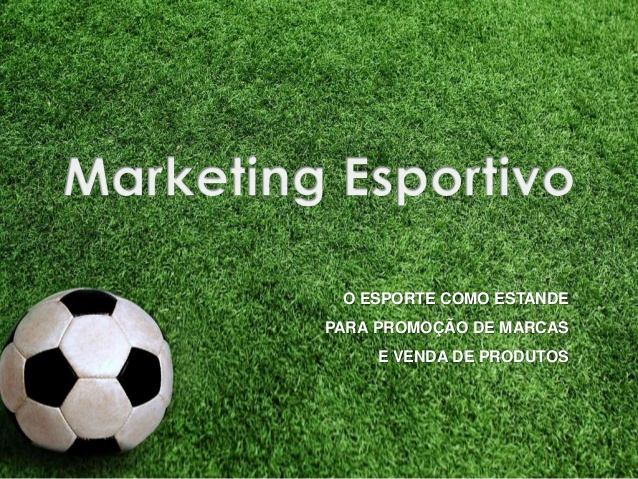 Marketing Esportivo
O ESPORTE COMO ESTANDE
PARA PROMOÇÃO DE MARCAS
E VENDA DE PRODUTOS